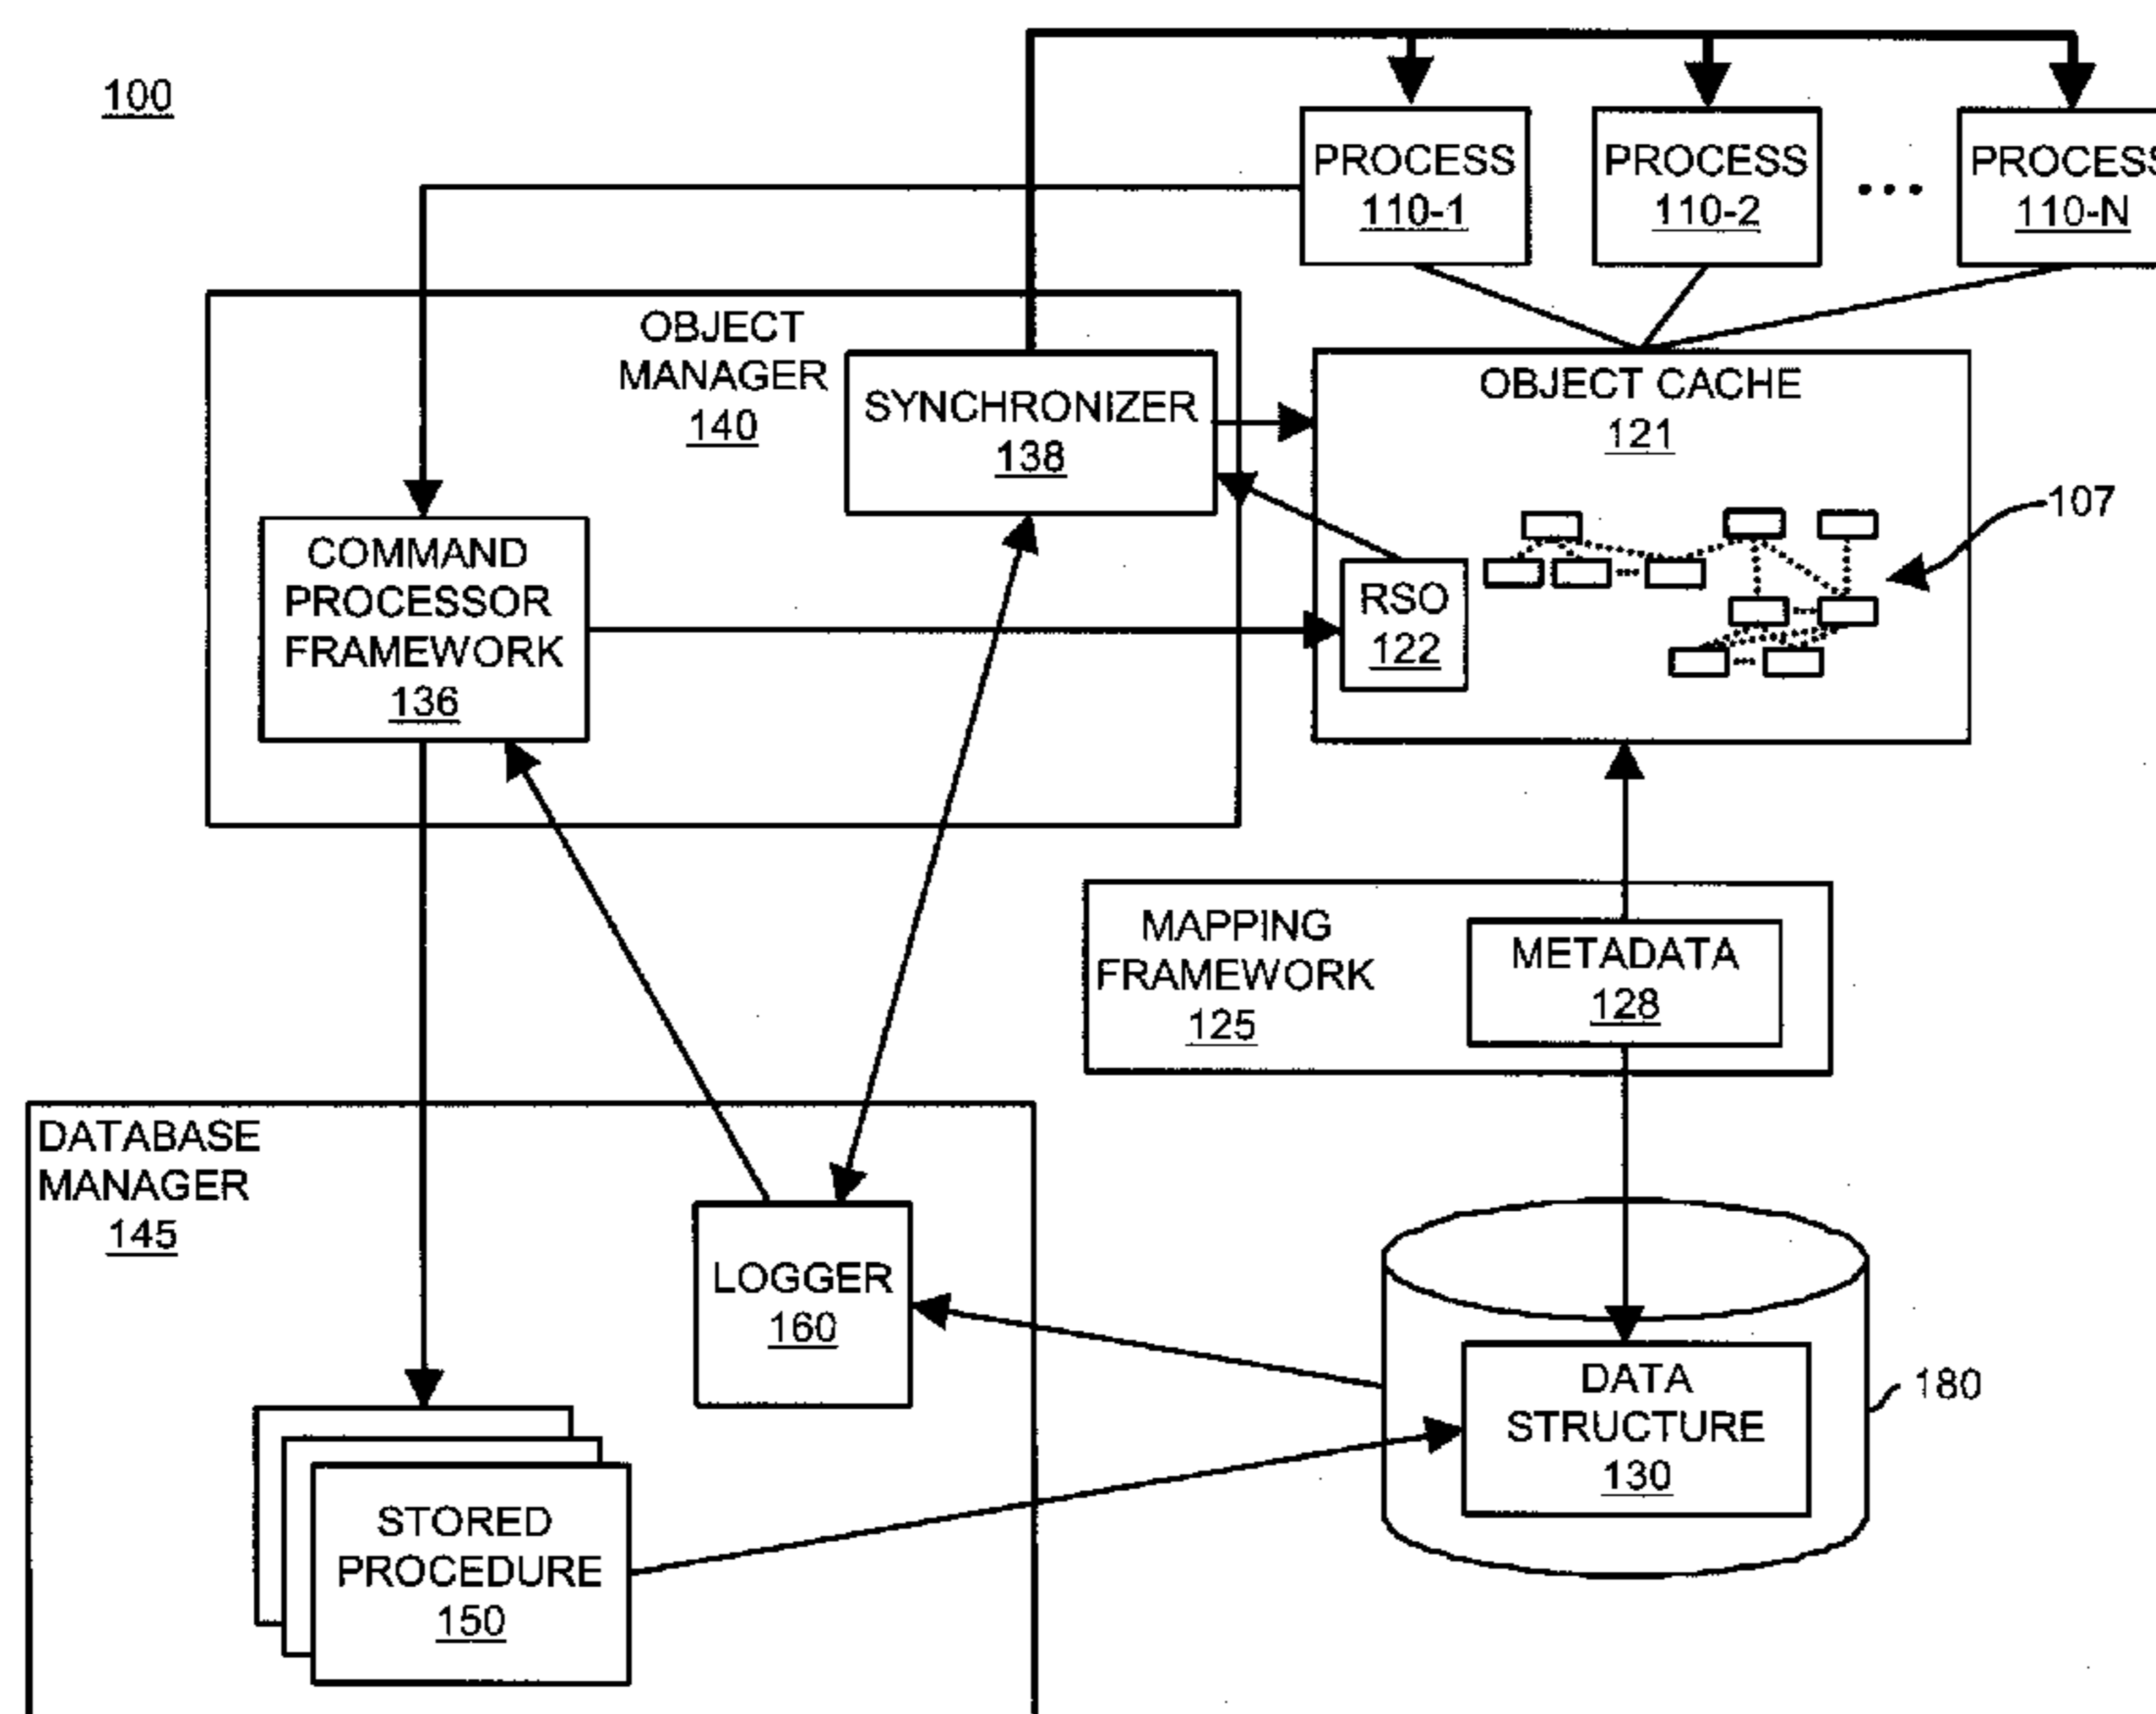 100
PROCESS
110-1
PROCESS
110-2
PROCESS
110-N
OBJECT
MANAGER
140
SYNCHRONIZER
138
OBJECT CACHE
121
107
COMMAND
PROCESSOR
FRAMEWORK
136
RSO
122
MAPPING
FRAMEWORK
125
METADATA
128
DATABASE
MANAGER
145
LOGGER
160
DATA
STRUCTURE
130
180
STORED
PROCEDURE
150